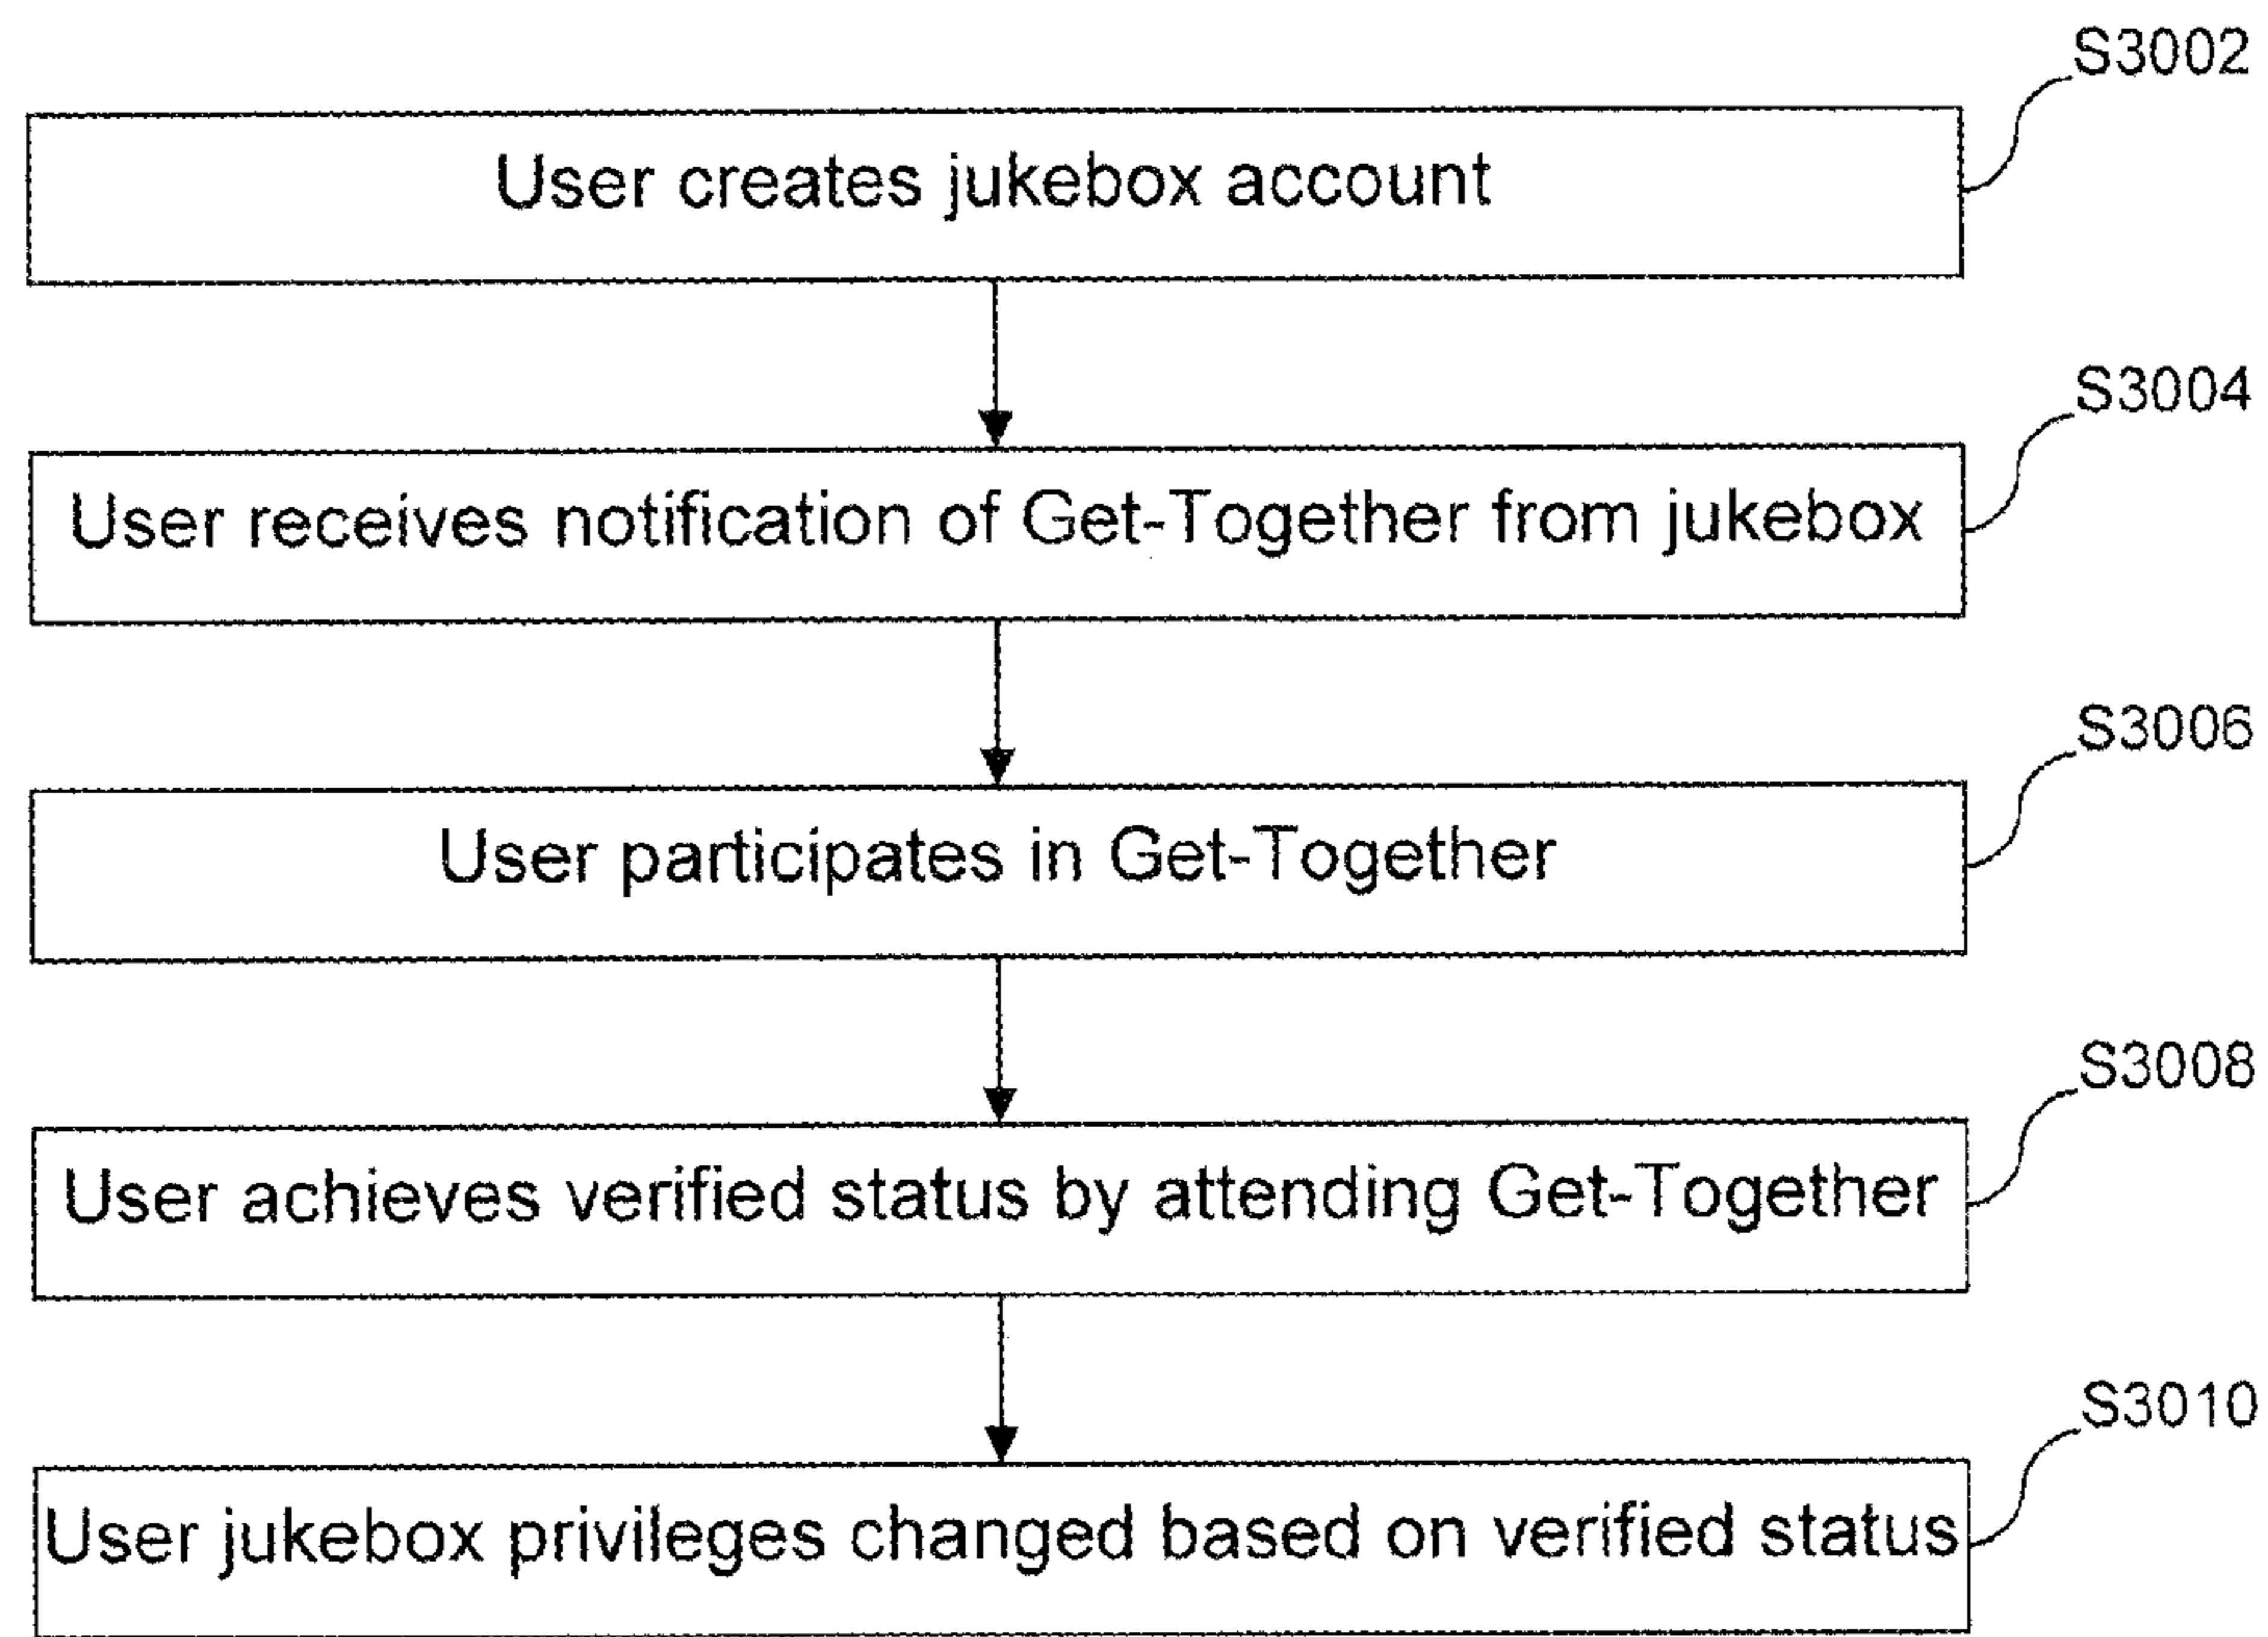 S3002
User creates jukebox account
S3004
User receives notification of Get-Together from jukebox
S3006
User participates in Get-Together
S3008
User achieves verified status by attending Get-Together
S3010
User jukebox privileges changed based on verified status